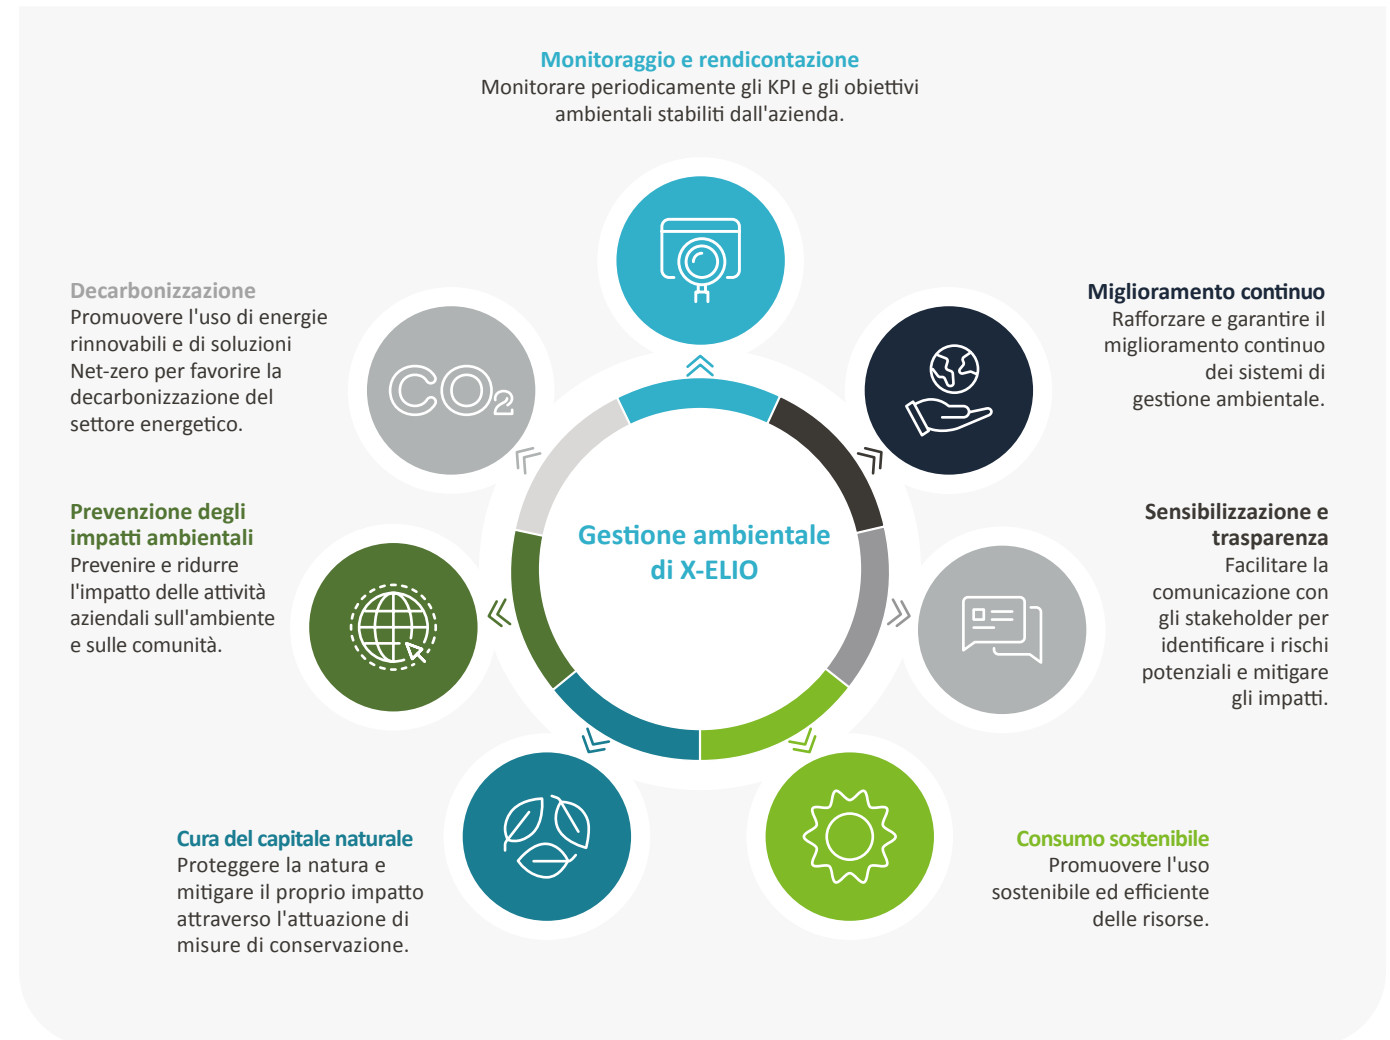 Monitoraggio e rendicontazione
Monitorare periodicamente gli KPI e gli obiettivi
ambientali stabiliti dall'azienda.
Decarbonizzazione
Promuovere l'uso di energie
rinnovabili e di soluzioni
Net-zero per favorire la
decarbonizzazione del
settore energetico.
CO₂
Miglioramento continuo
Rafforzare e garantire il
miglioramento continuo
dei sistemi di
gestione ambientale.
Prevenzione degli
impatti ambientali
Prevenire e ridurre
l'impatto delle attività
aziendali sull'ambiente
e sulle comunità.
Gestione ambientale
di X-ELIO
Sensibilizzazione e
trasparenza
Facilitare la
comunicazione con
gli stakeholder per
identificare i rischi
potenziali e mitigare
gli impatti.
Cura del capitale naturale
Proteggere la natura e
mitigare il proprio impatto
attraverso l'attuazione di
misure di conservazione.
Consumo sostenibile
Promuovere l'uso
sostenibile ed efficiente
delle risorse.